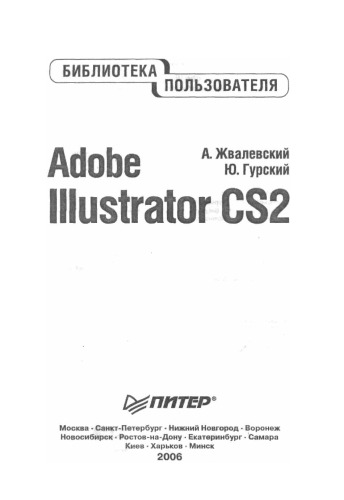 БИБЛИОТЕКА
ПОЛЬЗОВАТЕЛЯ
А. Жвалевский
Ю. Гурский
Adobe
Illustrator CS2
ПИТЕР®
Москва · Санкт-Петербург · Нижний Новгород · Воронеж
Новосибирск · Ростов-на-Дону · Екатеринбург · Самара
Киев · Харьков · Минск
2006